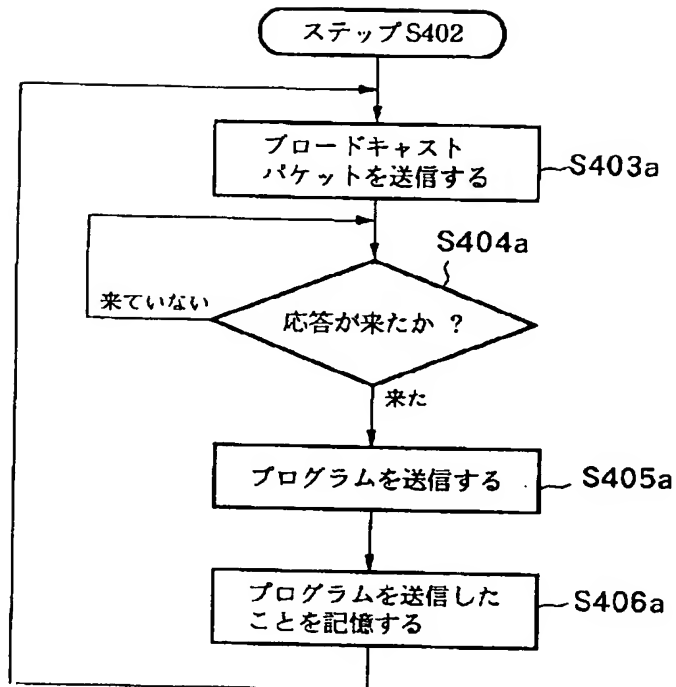 ステップS402
ブロードキャスト
パケットを送信する
S403a
S404a
来ていない
応答が来たか ?
来た
プログラムを送信する
S405a
プログラムを送信した
ことを記憶する
S406a